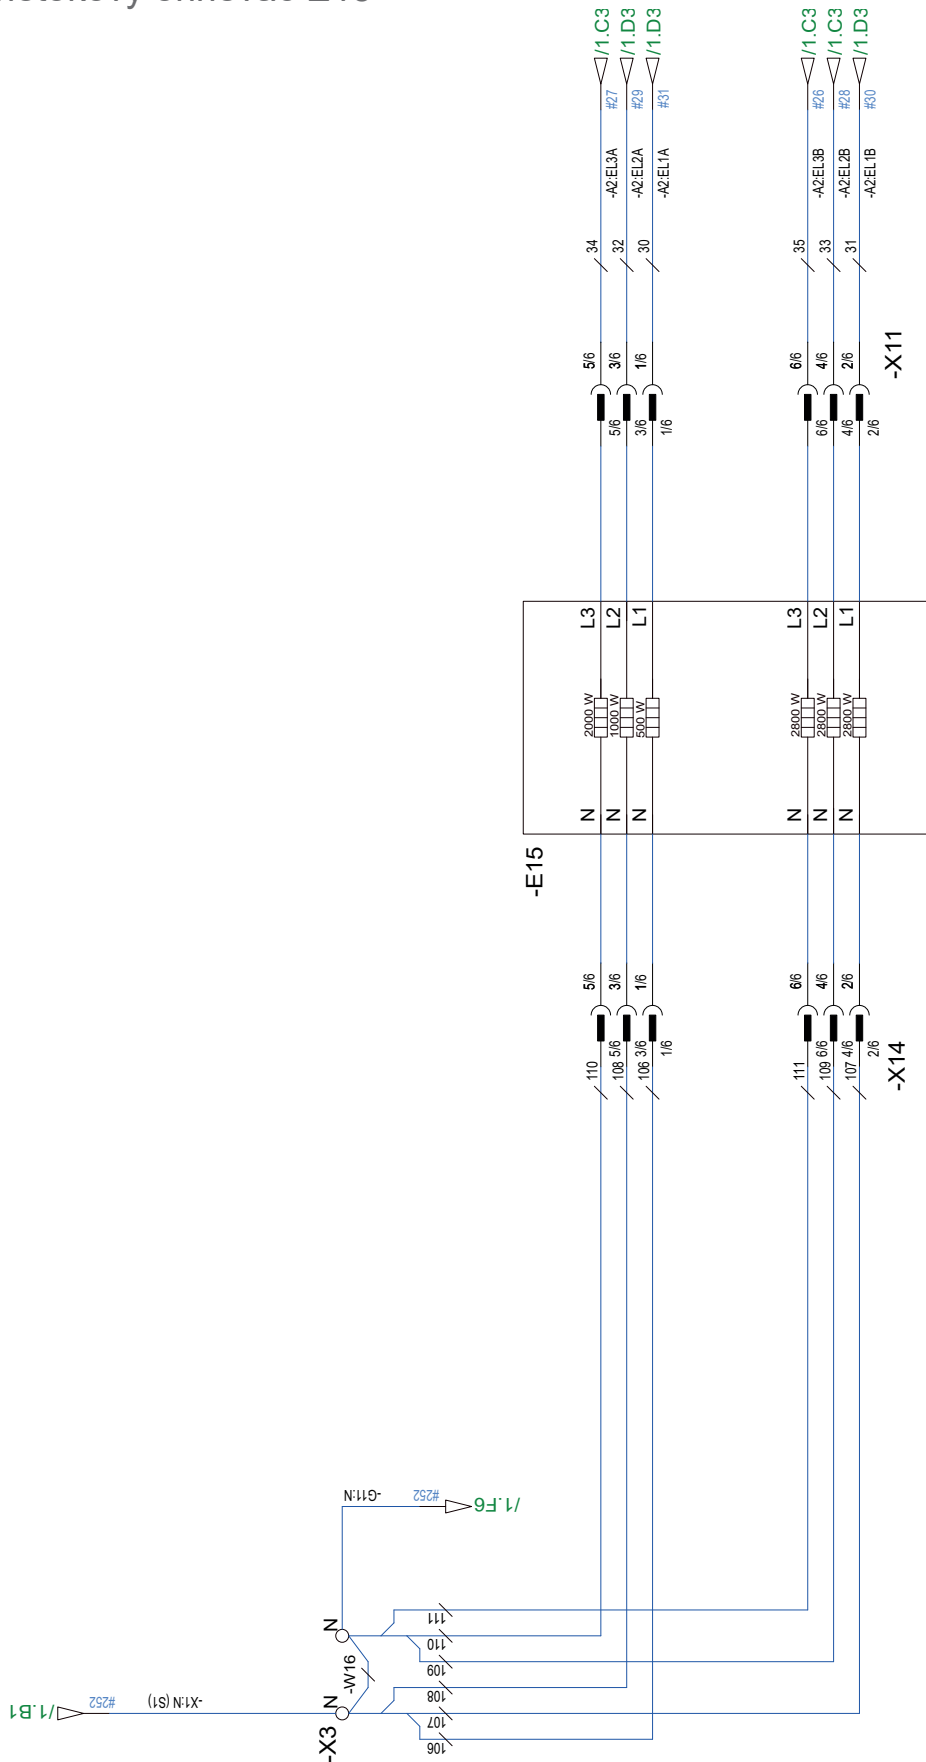 /1.C3 /1.D3 /1.D3 /1.C3 /1.C3 /1.D3
#27 #29 #31 #26 #28 #30
-A2:EL3A -A2:EL2A -A2:EL1A -A2:EL3B -A2:EL2B -A2:EL1B
34 32 30 35 33 31
-X11
5/6 3/6 1/6 6/6 4/6 2/6
5/6 3/6 1/6 6/6 4/6 2/6
L3 L2 L1 L3 L2 L1
2000 W 1000 W 500 W 2800 W 2800 W 2800 W
N N N N N N
-E15
5/6 3/6 1/6 6/6 4/6 2/6
110 108 5/6 106 3/6 1/6 111 109 6/6 107 4/6 2/6
-X14
-G11:N #252 /1.F6
N 111
110
-W16 109
108
/1.B1 #252 -X1:N (S1) N 107
-X3 106